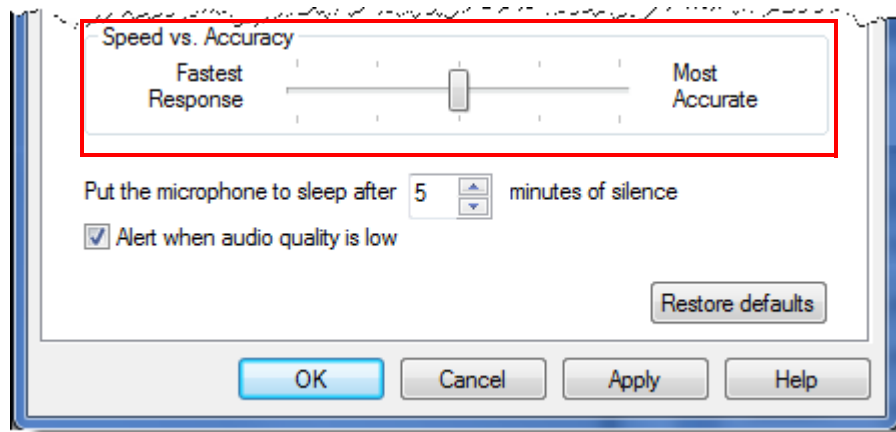 Speed vs. Accuracy
Fastest Response
Most Accurate
Put the microphone to sleep after 5 minutes of silence
Alert when audio quality is low
Restore defaults
OK Cancel Apply Help